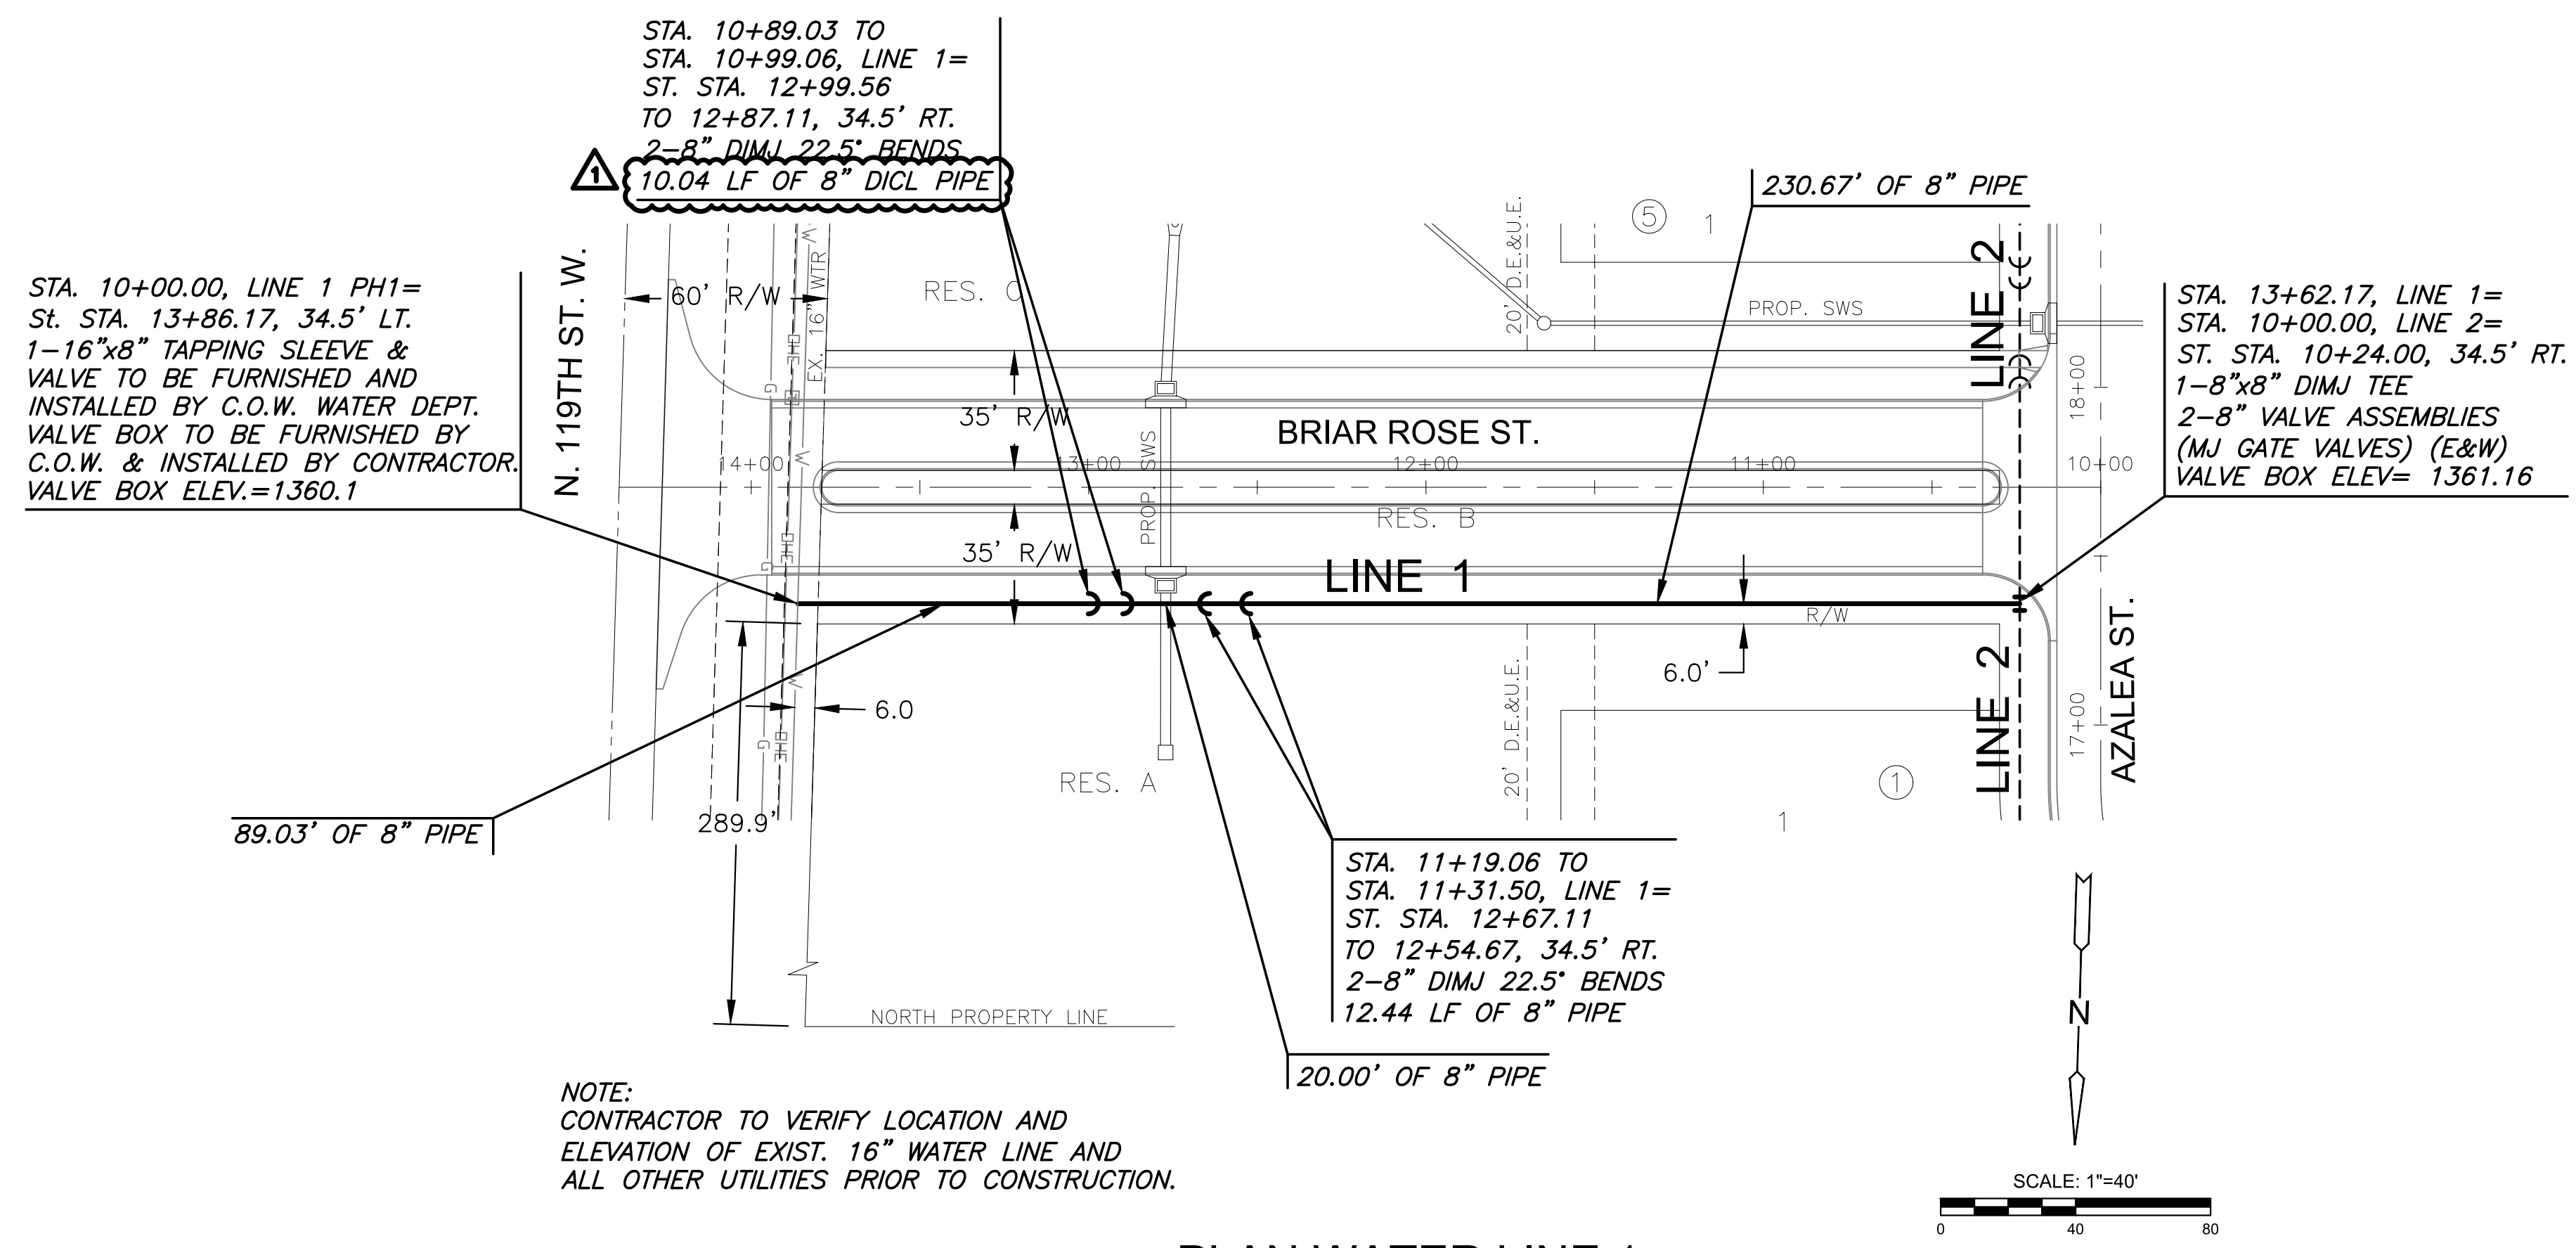 STA. 10+89.03 TO
STA. 10+99.06, LINE 1=
ST. STA. 12+99.56
TO 12+87.11, 34.5' RT.
2-8" DIMJ 22.5° BENDS
1
10.04 LF OF 8" DICL PIPE
230.67' OF 8" PIPE
STA. 10+00.00, LINE 1 PH1=
St. STA. 13+86.17, 34.5' LT.
1-16"x8" TAPPING SLEEVE &
VALVE TO BE FURNISHED AND
INSTALLED BY C.O.W. WATER DEPT.
VALVE BOX TO BE FURNISHED BY
C.O.W. & INSTALLED BY CONTRACTOR.
VALVE BOX ELEV.=1360.1
N. 119TH ST. W.
60' R/W
W
EX. 16" WTR
OHE
G
W
RES. C
20' D.E.&U.E.
5
1
PROP. SWS
LINE 2
STA. 13+62.17, LINE 1=
STA. 10+00.00, LINE 2=
ST. STA. 10+24.00, 34.5' RT.
1-8"x8" DIMJ TEE
2-8" VALVE ASSEMBLIES
(MJ GATE VALVES) (E&W)
VALVE BOX ELEV= 1361.16
35' R/W
PROP. SWS
BRIAR ROSE ST.
18+00
14+00
13+00
12+00
11+00
10+00
RES. B
OHE
G
35' R/W
LINE 1
R/W
6.0'
W
6.0
OHE
G
289.9'
RES. A
20' D.E.&U.E.
1
1
LINE 2
17+00
AZALEA ST.
89.03' OF 8" PIPE
STA. 11+19.06 TO
STA. 11+31.50, LINE 1=
ST. STA. 12+67.11
TO 12+54.67, 34.5' RT.
2-8" DIMJ 22.5° BENDS
12.44 LF OF 8" PIPE
NORTH PROPERTY LINE
N
20.00' OF 8" PIPE
NOTE:
CONTRACTOR TO VERIFY LOCATION AND
ELEVATION OF EXIST. 16" WATER LINE AND
ALL OTHER UTILITIES PRIOR TO CONSTRUCTION.
SCALE: 1"=40'
0 40 80
PLAN WATER LINE 1